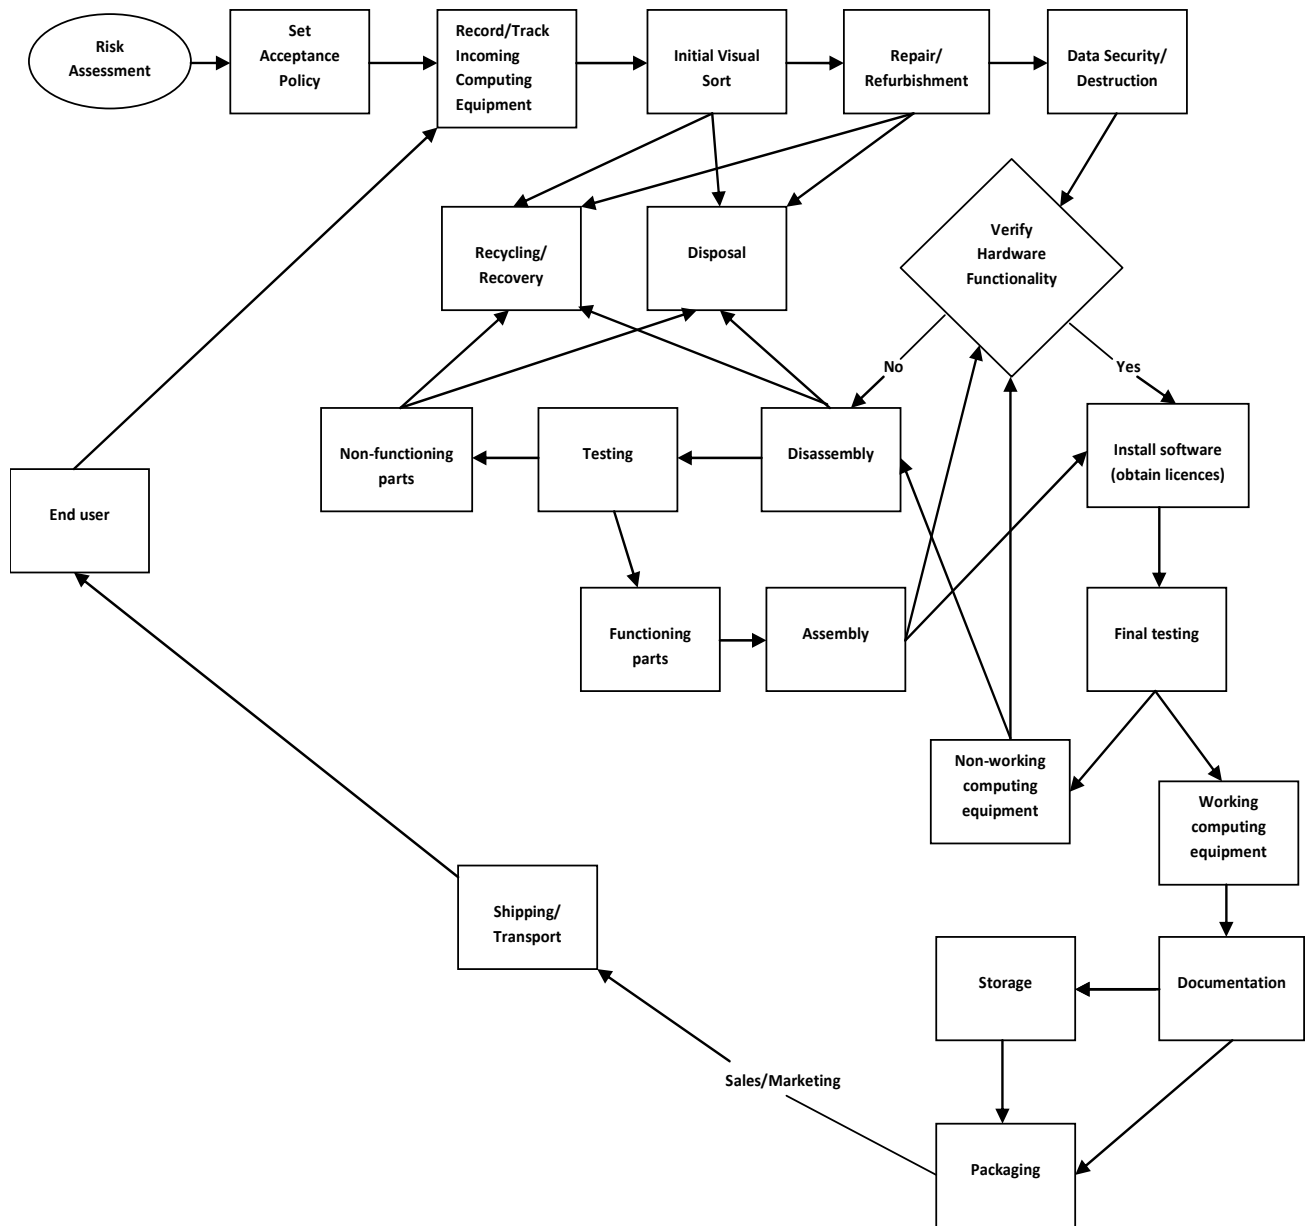 Risk
Assessment
Set
Acceptance
Policy
Record/Track
Incoming
Computing
Equipment
Initial Visual
Sort
Repair/
Refurbishment
Data Security/
Destruction
Recycling/
Recovery
Disposal
Verify
Hardware
Functionality
No
Yes
Non-functioning
parts
Testing
Disassembly
Install software
(obtain licences)
End user
Functioning
parts
Assembly
Final testing
Non-working
computing
equipment
Working
computing
equipment
Shipping/
Transport
Storage
Documentation
Sales/Marketing
Packaging